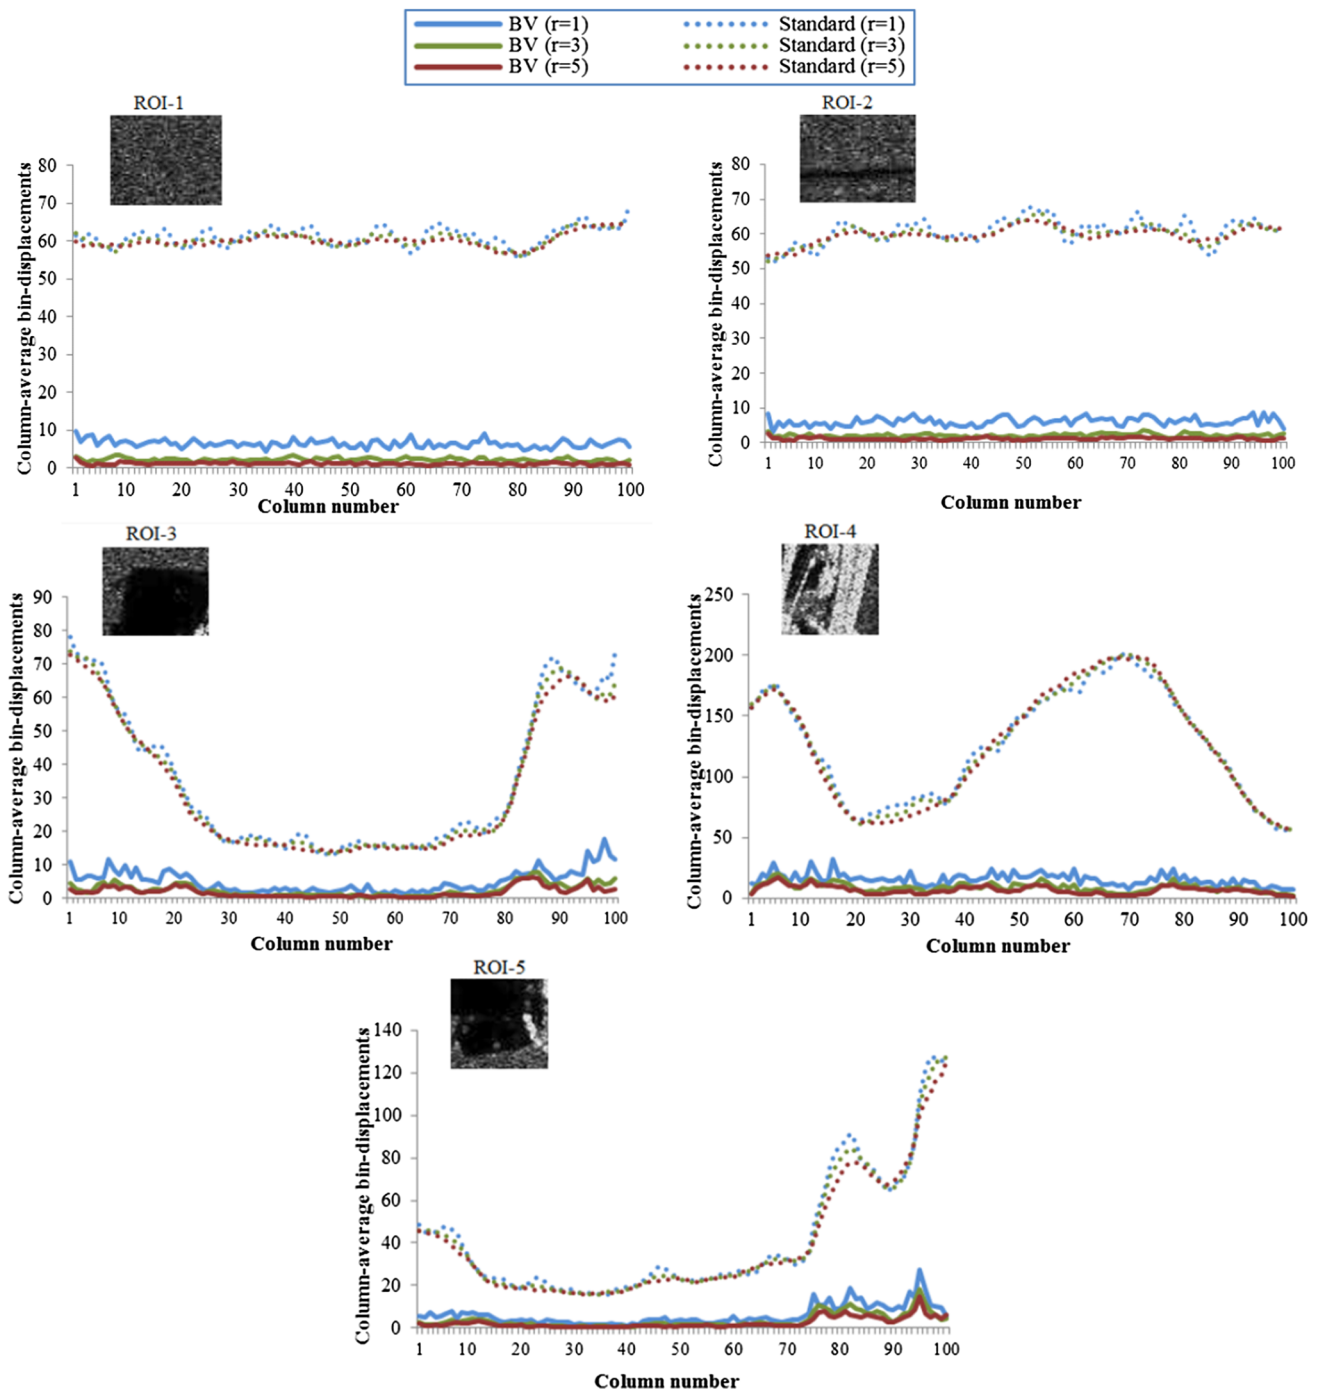 BV (r=1) Standard (r=1)
BV (r=3) Standard (r=3)
BV (r=5) Standard (r=5)
ROI-1
Column-average bin-displacements
80
70
60
50
40
30
20
10
0
1 10 20 30 40 50 60 70 80 90 100
Column number
ROI-2
Column-average bin-displacements
80
70
60
50
40
30
20
10
0
1 10 20 30 40 50 60 70 80 90 100
Column number
ROI-3
Column-average bin-displacements
90
80
70
60
50
40
30
20
10
0
1 10 20 30 40 50 60 70 80 90 100
Column number
ROI-4
Column-average bin-displacements
250
200
150
100
50
0
1 10 20 30 40 50 60 70 80 90 100
Column number
ROI-5
Column-average bin-displacements
140
120
100
80
60
40
20
0
1 10 20 30 40 50 60 70 80 90 100
Column number